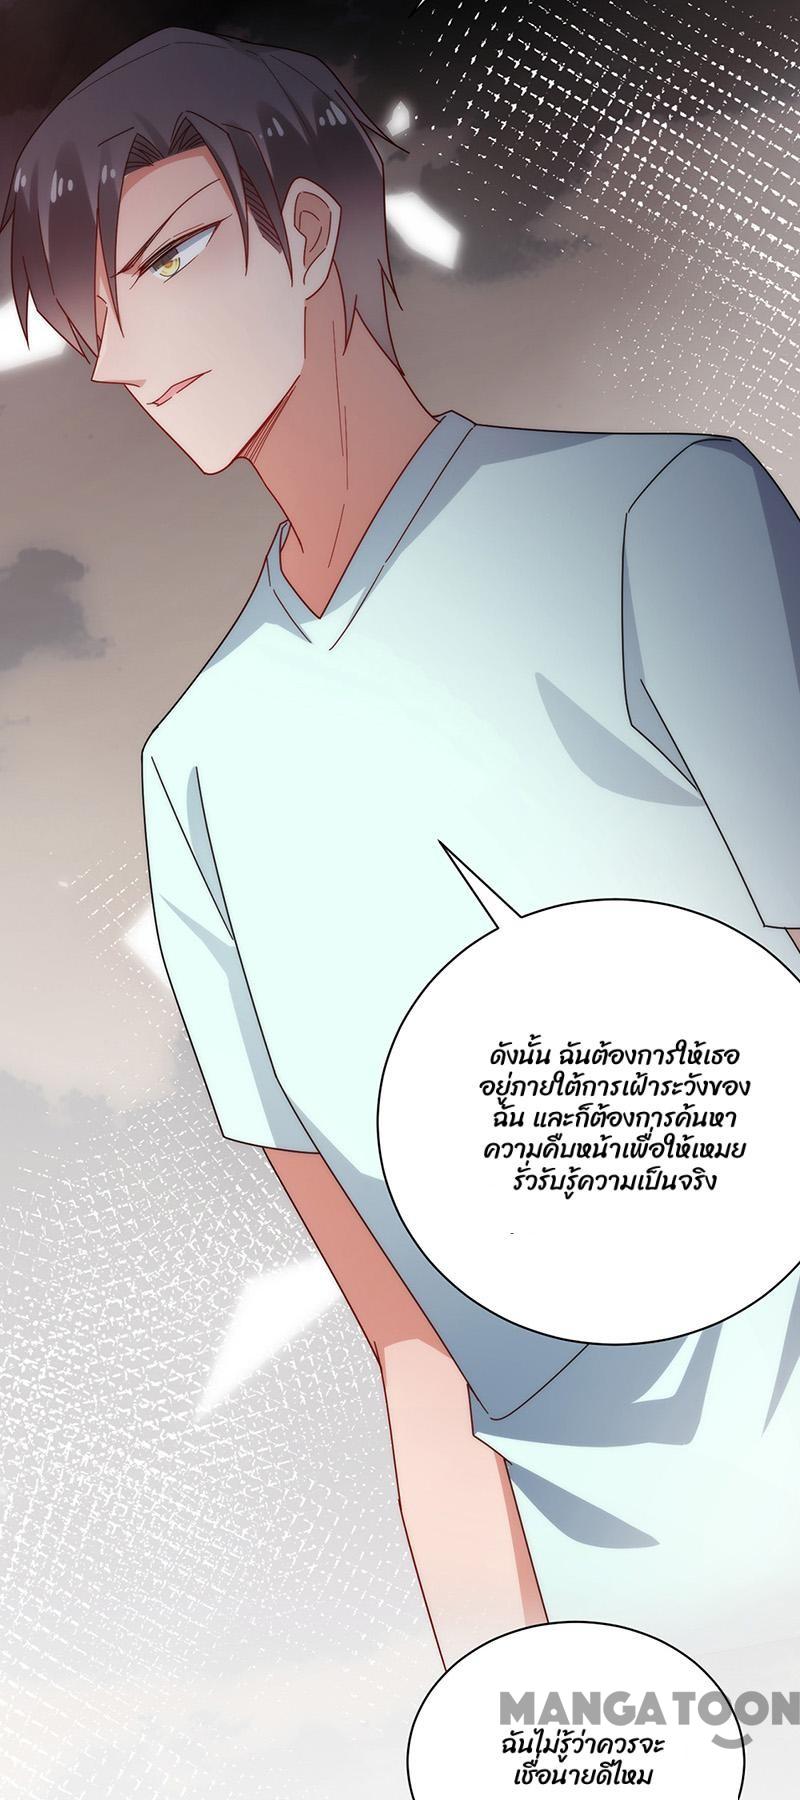 ดังนั้น ฉันต้องการให้เธอ
อยู่ภายใต้การเฝ้าระวังของ
ฉัน และก็ต้องการค้นหา
ความคืบหน้าเพื่อให้เหมย
รั่วรับรู้ความเป็นจริง
MANGATOON
ฉันไม่รู้ว่าควรจะ
เชื่อนายดีไหม